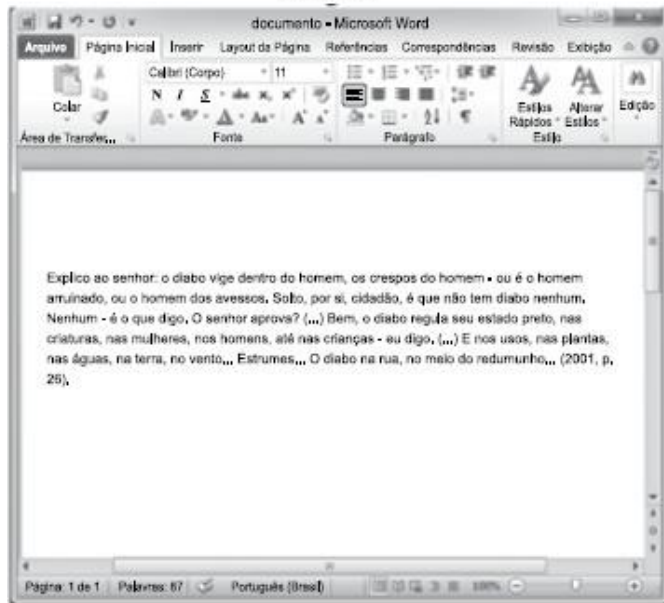 documento - Microsoft Word
Arquivo Página Inicial Inserir Layout da Página Referências Correspondências Revisão Exibição
Calibri (Corpo) 11
N I S abe x, x²
Aa A A
Colar
Estilos Rápidos
Alterar Estilos
Edição
Área de Transfer... Fonte Parágrafo Estilo
Explico ao senhor: o diabo vige dentro do homem, os crespos do homem - ou é o homem
arruinado, ou o homem dos avessos. Solto, por si, cidadão, é que não tem diabo nenhum.
Nenhum - é o que digo. O senhor aprova? (...) Bem, o diabo regula seu estado preto, nas
criaturas, nas mulheres, nos homens, até nas crianças - eu digo. (...) E nos usos, nas plantas,
nas águas, na terra, no vento... Estrumes... O diabo na rua, no meio do redumunho... (2001, p.
25).
Página: 1 de 1 Palavras: 87 Português (Brasil) 100%